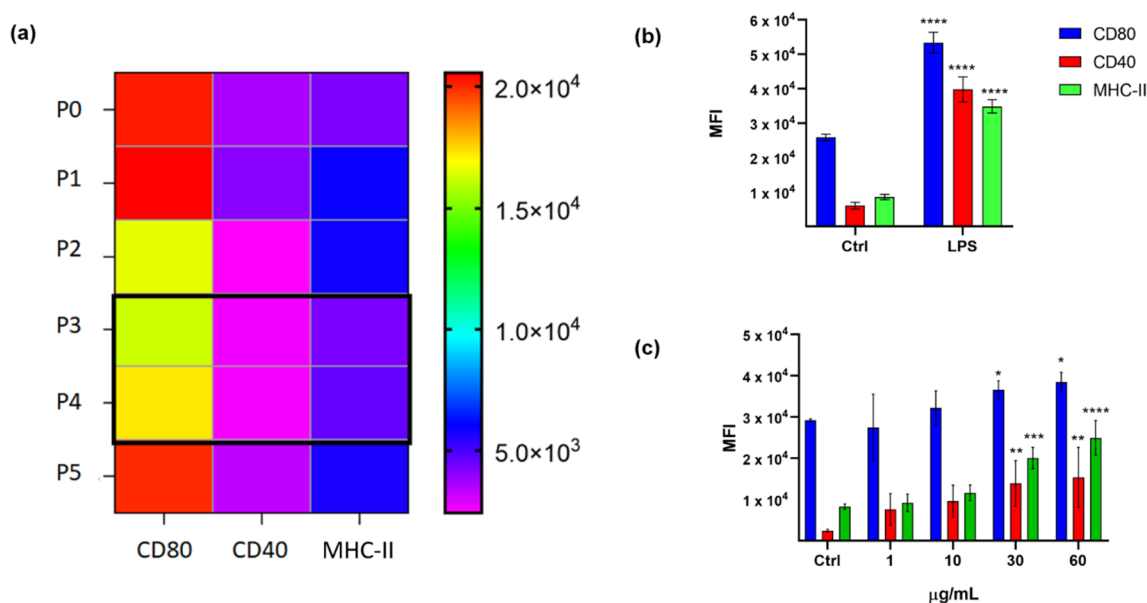 (a)
P0
P1
P2
P3
P4
P5
CD80 CD40 MHC-II
2.0×10⁴
1.5×10⁴
1.0×10⁴
5.0×10³
(b)
MFI
6 x 10⁴
5 x 10⁴
4 x 10⁴
3 x 10⁴
2 x 10⁴
1 x 10⁴
****
****
****
Ctrl LPS
CD80
CD40
MHC-II
(c)
MFI
5 x 10⁴
4 x 10⁴
3 x 10⁴
2 x 10⁴
1 x 10⁴
* ** ***
* ** ****
Ctrl 1 10 30 60
µg/mL